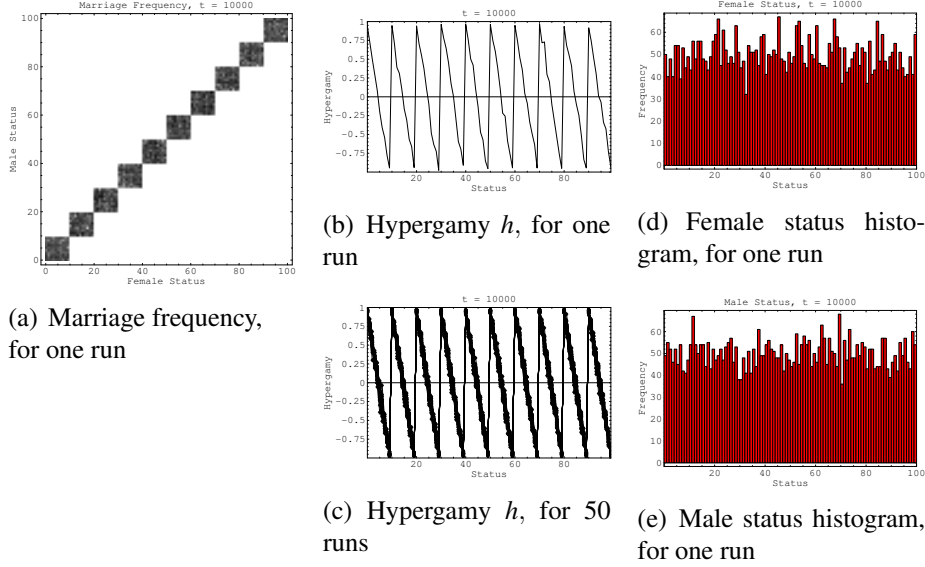 Marriage Frequency, t = 10000
100
80
60
40
20
0
Male Status
0 20 40 60 80 100
Female Status
(a) Marriage frequency,
for one run
t = 10000
1
0.75
0.5
0.25
0
-0.25
-0.5
-0.75
Hypergamy
20 40 60 80
Status
(b) Hypergamy h, for one
run
t = 10000
1
0.75
0.5
0.25
0
-0.25
-0.5
-0.75
Hypergamy
20 40 60 80
Status
(c) Hypergamy h, for 50
runs
Female Status, t = 10000
60
50
40
30
20
10
0
Frequency
20 40 60 80 100
Status
(d) Female status histo-
gram, for one run
Male Status, t = 10000
60
50
40
30
20
10
0
Frequency
20 40 60 80 100
Status
(e) Male status histogram,
for one run